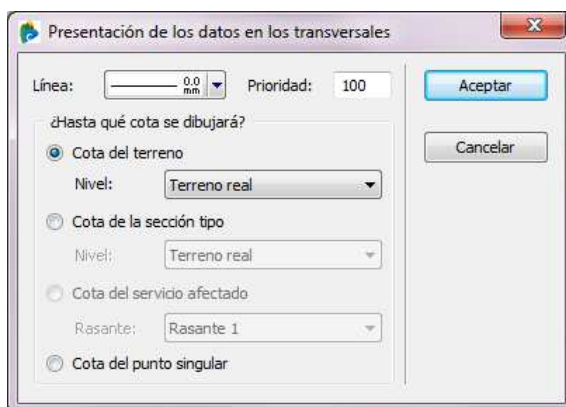 Presentación de los datos en los transversales
Línea: 0.0 mm Prioridad: 100 Aceptar
¿Hasta qué cota se dibujará?
Cota del terreno Cancelar
Nivel: Terreno real
Cota de la sección tipo
Nivel: Terreno real
Cota del servicio afectado
Rasante: Rasante 1
Cota del punto singular